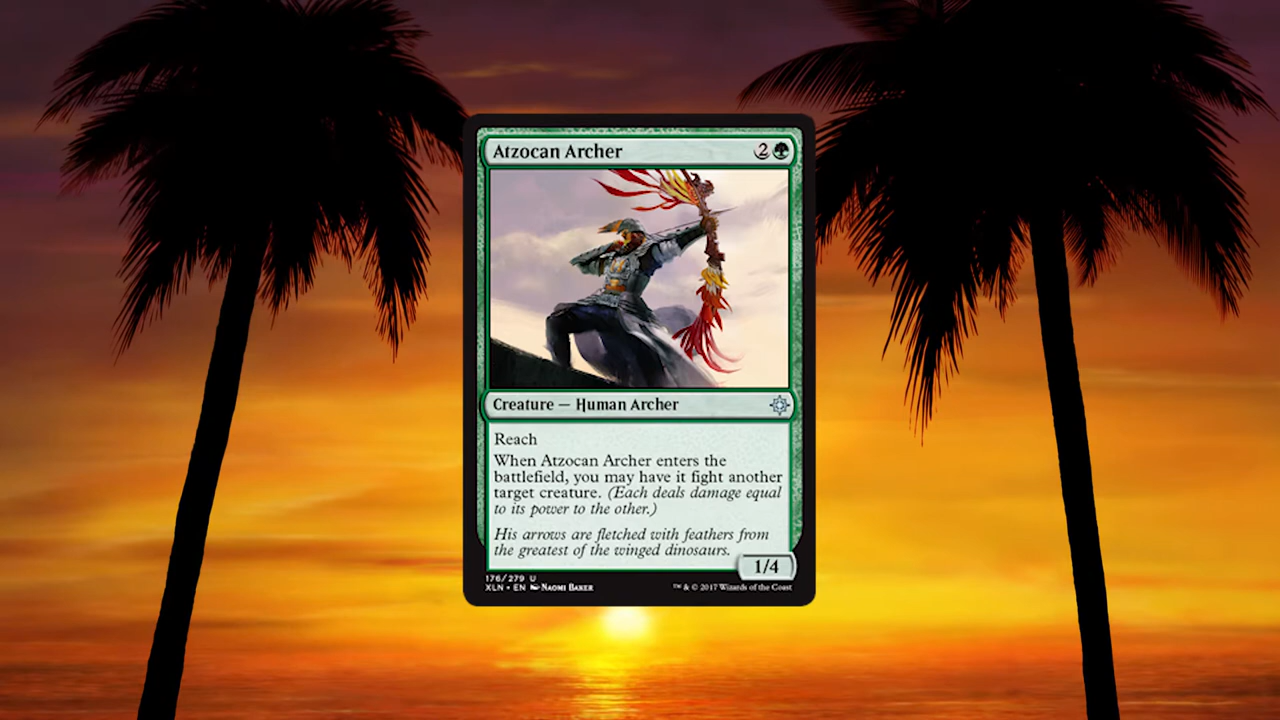 Atzocan Archer 2
Creature — Human Archer
Reach
When Atzocan Archer enters the
battlefield, you may have it fight another
target creature. (Each deals damage equal
to its power to the other.)
His arrows are fletched with feathers from
the greatest of the winged dinosaurs.
1/4
176/279 U
XLN • EN Naomi Baker
™ & © 2017 Wizards of the Coast